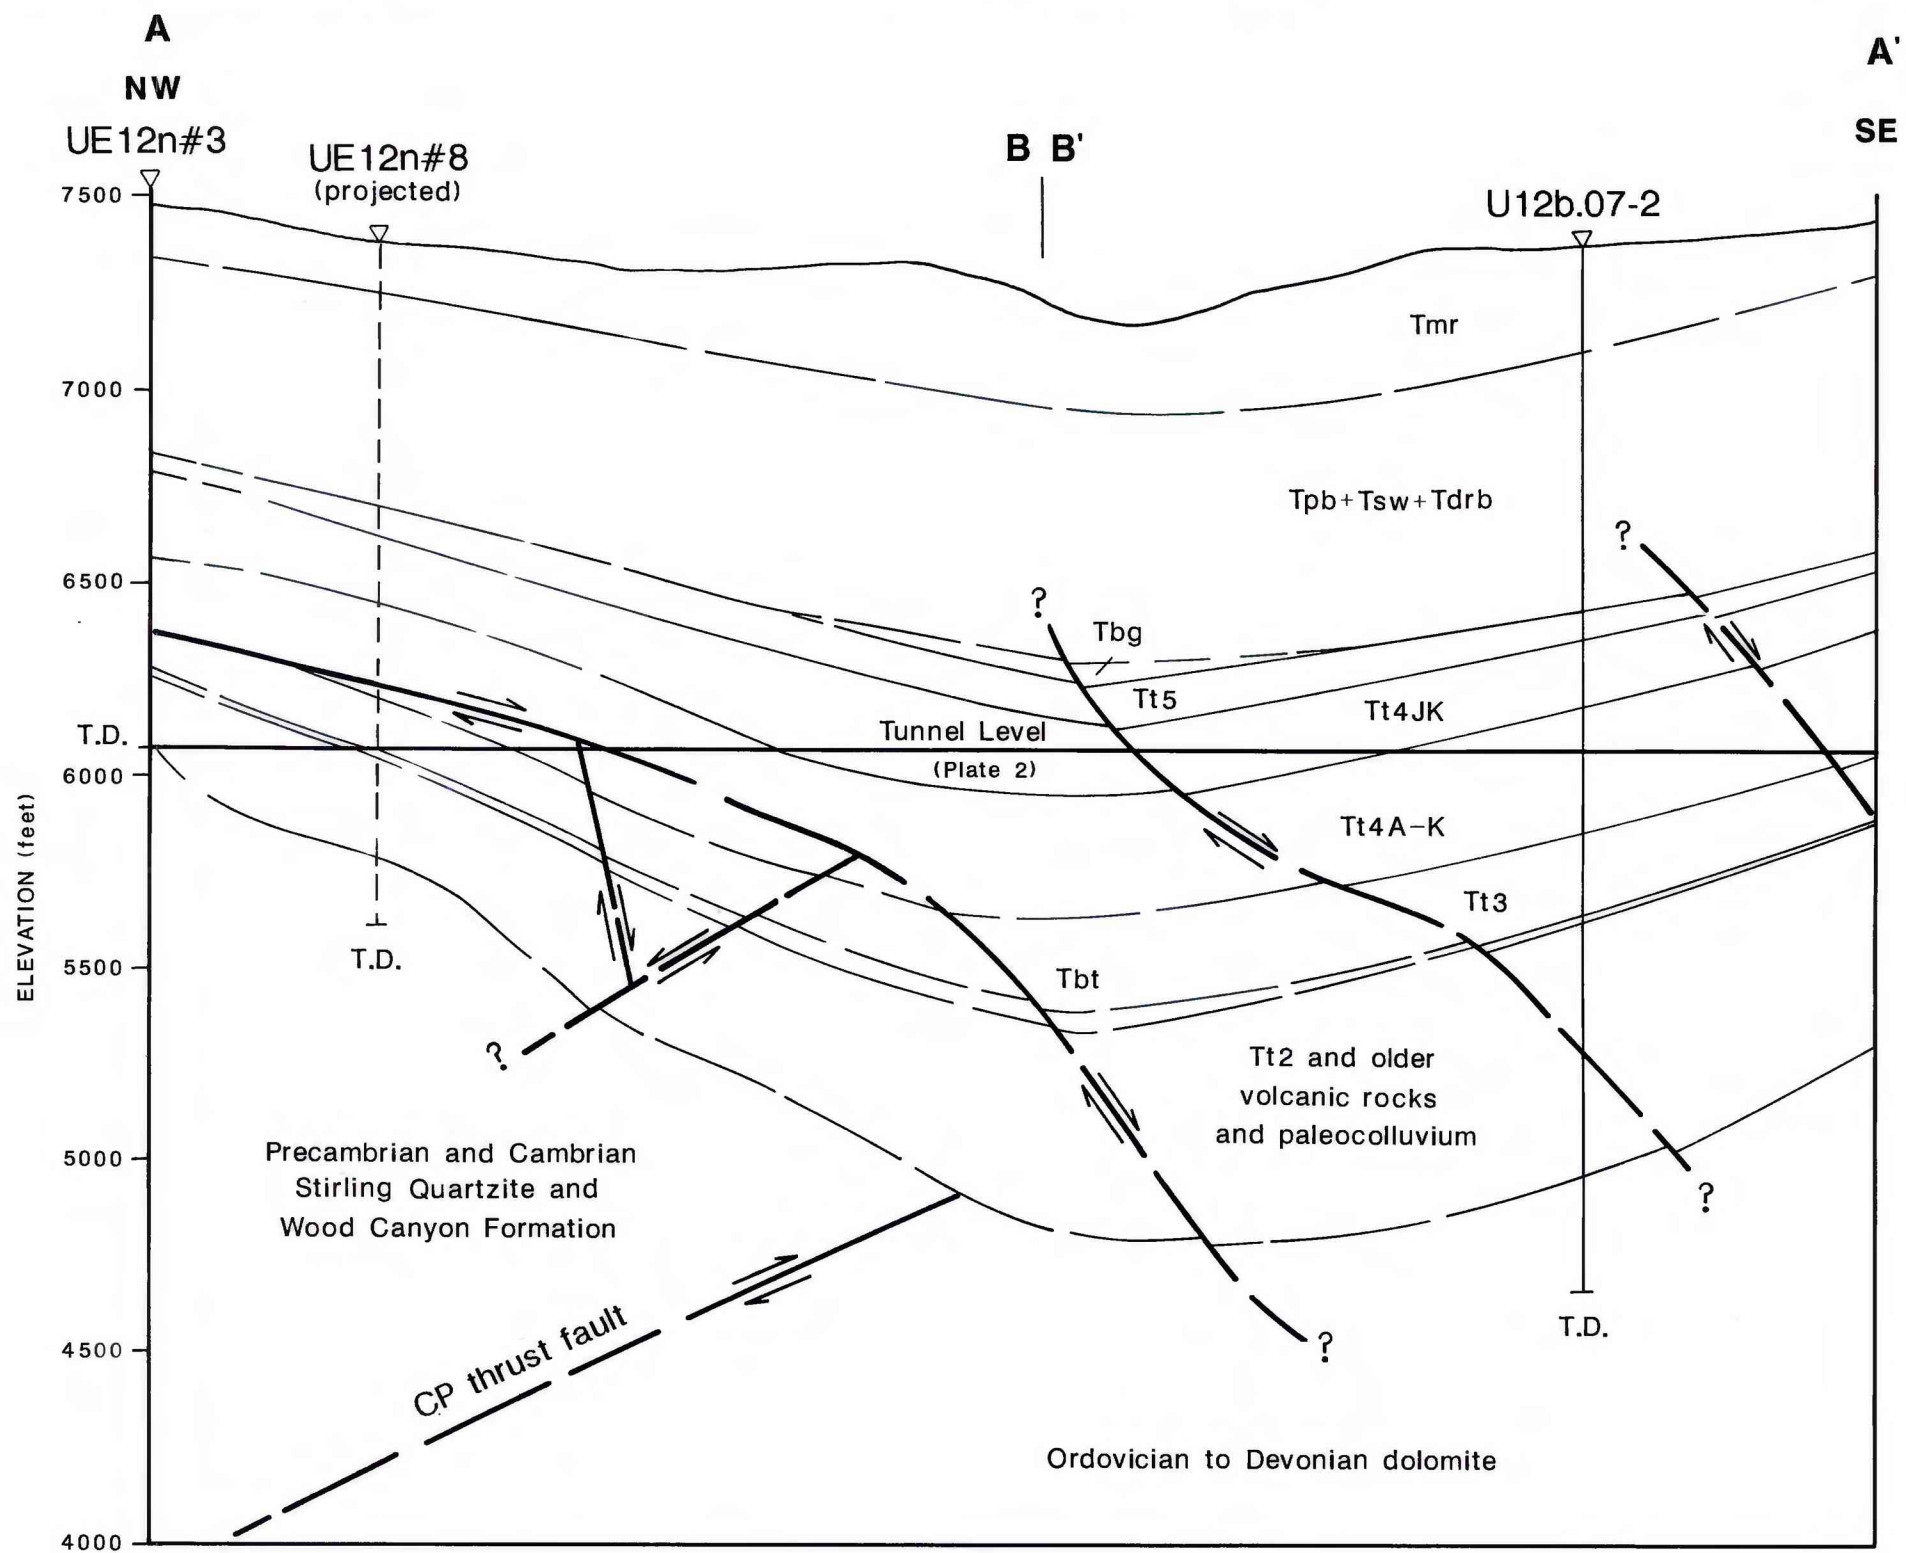 A
A'
NW
SE
UE12n#3
UE12n#8
(projected)
B B'
U12b.07-2
7500
Tmr
7000
Tpb+Tsw+Tdrb
?
6500
?
Tbg
Tt5
Tt4JK
T.D.
Tunnel Level
(Plate 2)
6000
Tt4A-K
ELEVATION (feet)
Tt3
T.D.
5500
Tbt
?
Tt2 and older
volcanic rocks
and paleocolluvium
5000
Precambrian and Cambrian
Stirling Quartzite and
Wood Canyon Formation
?
T.D.
?
4500
CP thrust fault
Ordovician to Devonian dolomite
4000